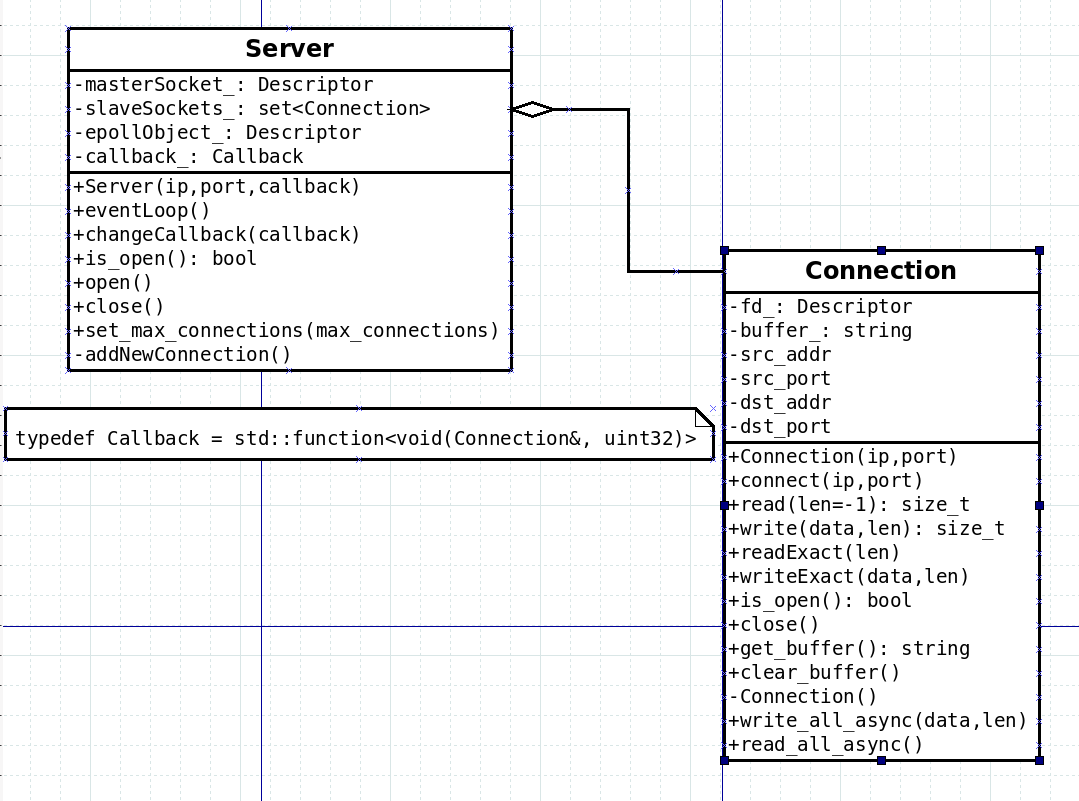 Server
-masterSocket_: Descriptor
-slaveSockets_: set<Connection>
-epollObject_: Descriptor
-callback_: Callback
+Server(ip,port,callback)
+eventLoop()
+changeCallback(callback)
+is_open(): bool
+open()
+close()
+set_max_connections(max_connections)
-addNewConnection()
typedef Callback = std::function<void(Connection&, uint32)>
Connection
-fd_: Descriptor
-buffer_: string
-src_addr
-src_port
-dst_addr
-dst_port
+Connection(ip,port)
+connect(ip,port)
+read(len=-1): size_t
+write(data,len): size_t
+readExact(len)
+writeExact(data,len)
+is_open(): bool
+close()
+get_buffer(): string
+clear_buffer()
-Connection()
+write_all_async(data,len)
+read_all_async()